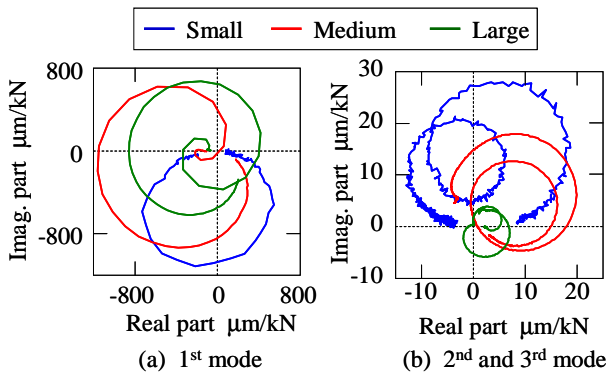 Small Medium Large
800
0
-800
Imag. part μm/kN
-800 0 800
Real part μm/kN
(a) 1st mode
30
20
10
0
-10
Imag. part μm/kN
-10 0 10 20
Real part μm/kN
(b) 2nd and 3rd mode